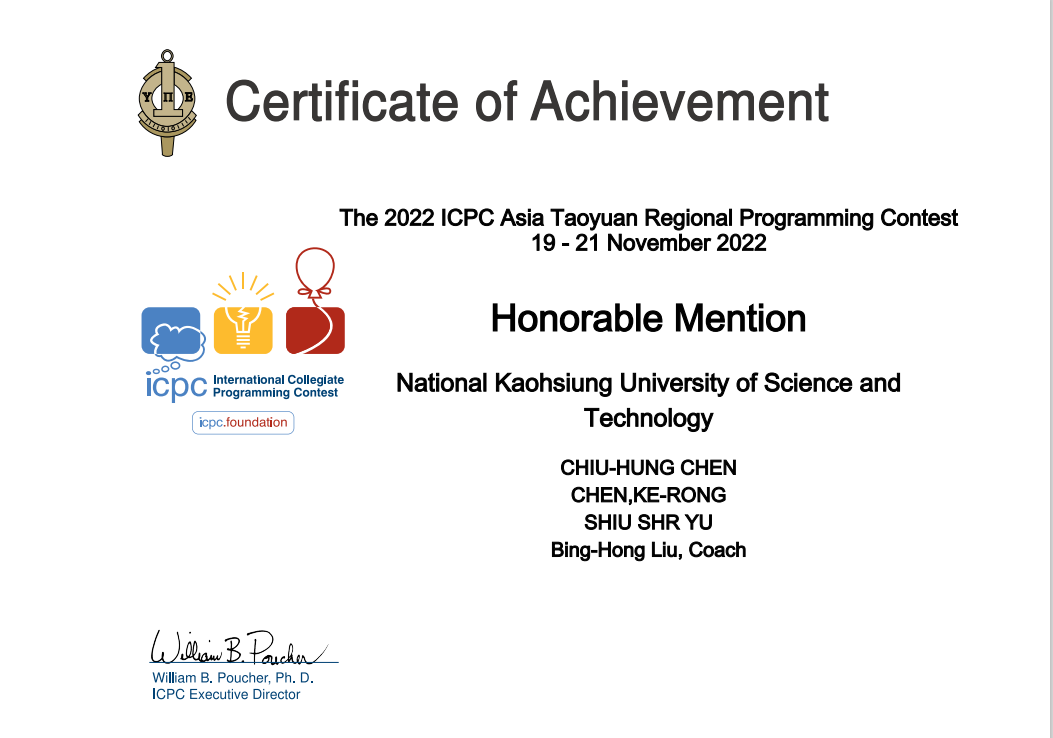 Υ Π Β
Certificate of Achievement
The 2022 ICPC Asia Taoyuan Regional Programming Contest
19 - 21 November 2022
Honorable Mention
icpc International Collegiate
Programming Contest
icpc.foundation
National Kaohsiung University of Science and
Technology
CHIU-HUNG CHEN
CHEN,KE-RONG
SHIU SHR YU
Bing-Hong Liu, Coach
William B. Poucher
William B. Poucher, Ph. D.
ICPC Executive Director